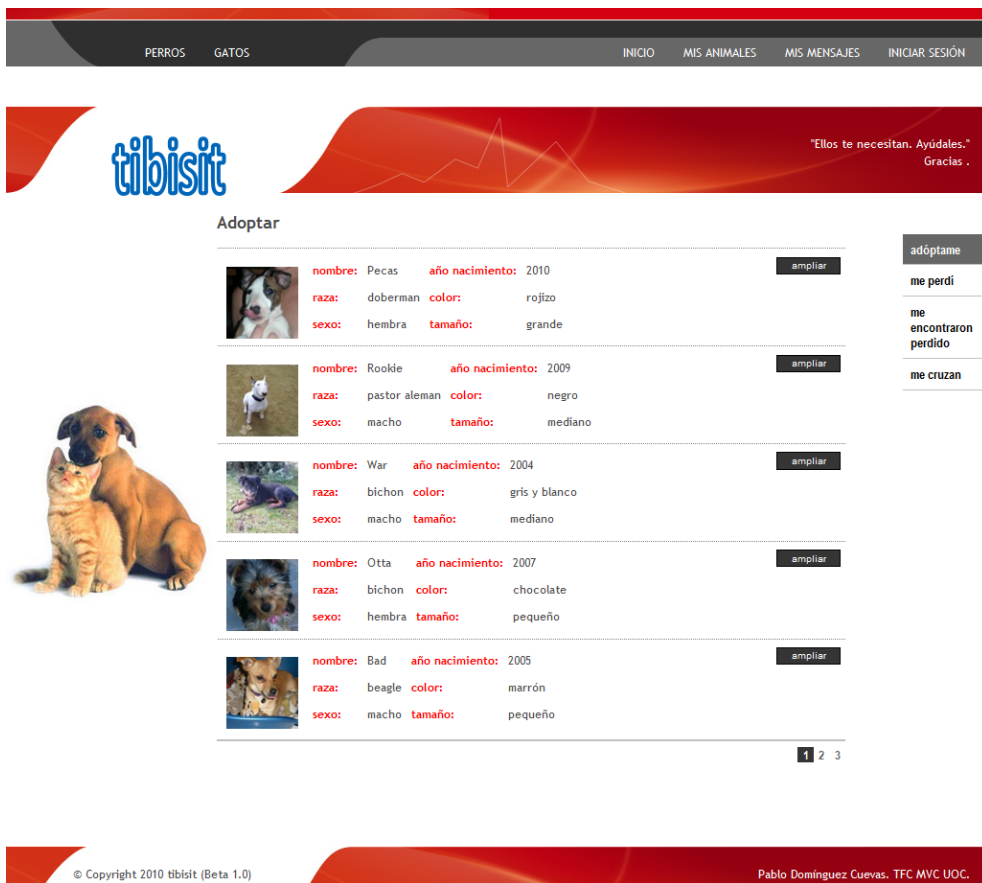 PERROS GATOS INICIO MIS ANIMALES MIS MENSAJES INICIAR SESIÓN
tibisit
"Ellos te necesitan. Ayúdales."
Gracias .
Adoptar
nombre: Pecas año nacimiento: 2010 ampliar
raza: doberman color: rojizo
sexo: hembra tamaño: grande
nombre: Rookie año nacimiento: 2009 ampliar
raza: pastor aleman color: negro
sexo: macho tamaño: mediano
nombre: War año nacimiento: 2004 ampliar
raza: bichon color: gris y blanco
sexo: macho tamaño: mediano
nombre: Otta año nacimiento: 2007 ampliar
raza: bichon color: chocolate
sexo: hembra tamaño: pequeño
nombre: Bad año nacimiento: 2005 ampliar
raza: beagle color: marrón
sexo: macho tamaño: pequeño
1 2 3
adóptame
me perdí
me
encontraron
perdido
me cruzan
© Copyright 2010 tibisit (Beta 1.0) Pablo Domínguez Cuevas. TFC MVC UOC.